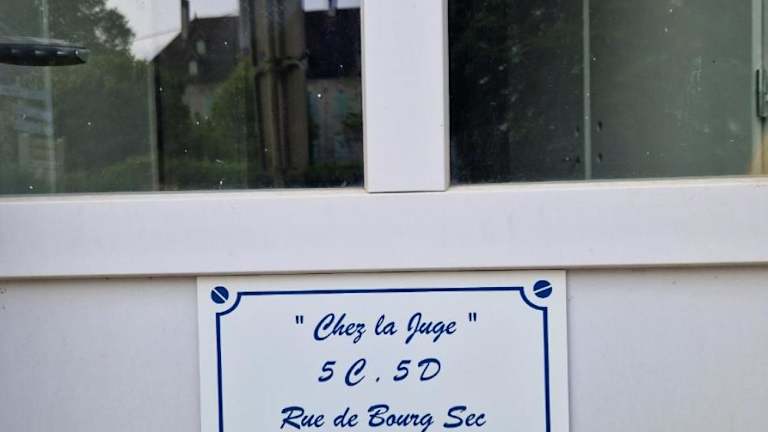 " Chez la Juge "
5 C . 5 D
Rue de Bourg Sec